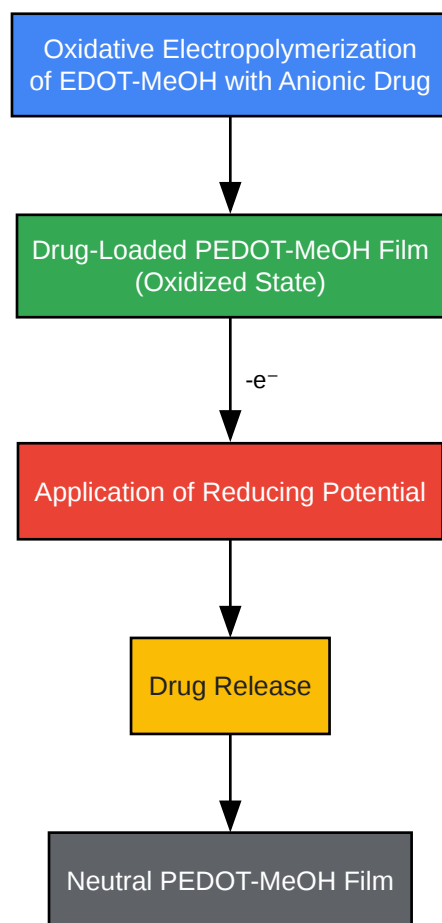 Oxidative Electropolymerization
of EDOT-MeOH with Anionic Drug
Drug-Loaded PEDOT-MeOH Film
(Oxidized State)
-e⁻
Application of Reducing Potential
Drug Release
Neutral PEDOT-MeOH Film